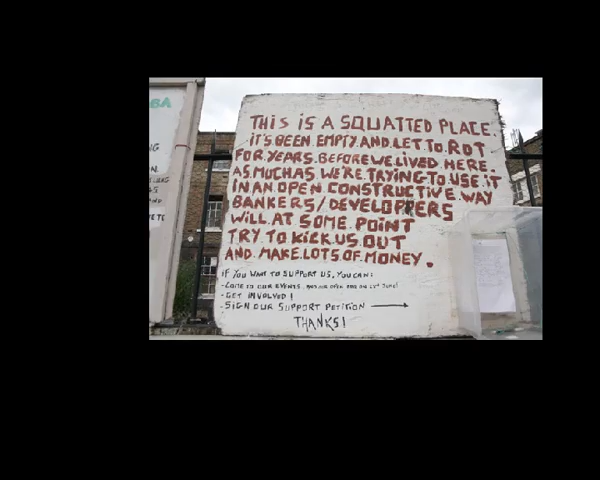 BA
NG
THIS IS A SQUATTED PLACE.
IT'S BEEN EMPTY AND LET TO ROT
FOR YEARS BEFORE WE LIVED HERE.
AS MUCH AS WE'RE TRYING TO USE IT
IN AN OPEN CONSTRUCTIVE WAY
BANKERS/DEVELOPPERS
WILL AT SOME POINT
TRY TO KICK US OUT
AND MAKE LOTS OF MONEY.
IF YOU WANT TO SUPPORT US, YOU CAN:
-COME TO OUR EVENTS,
-GET INVOLVED!
-SIGN OUR SUPPORT PETITION
THANKS!